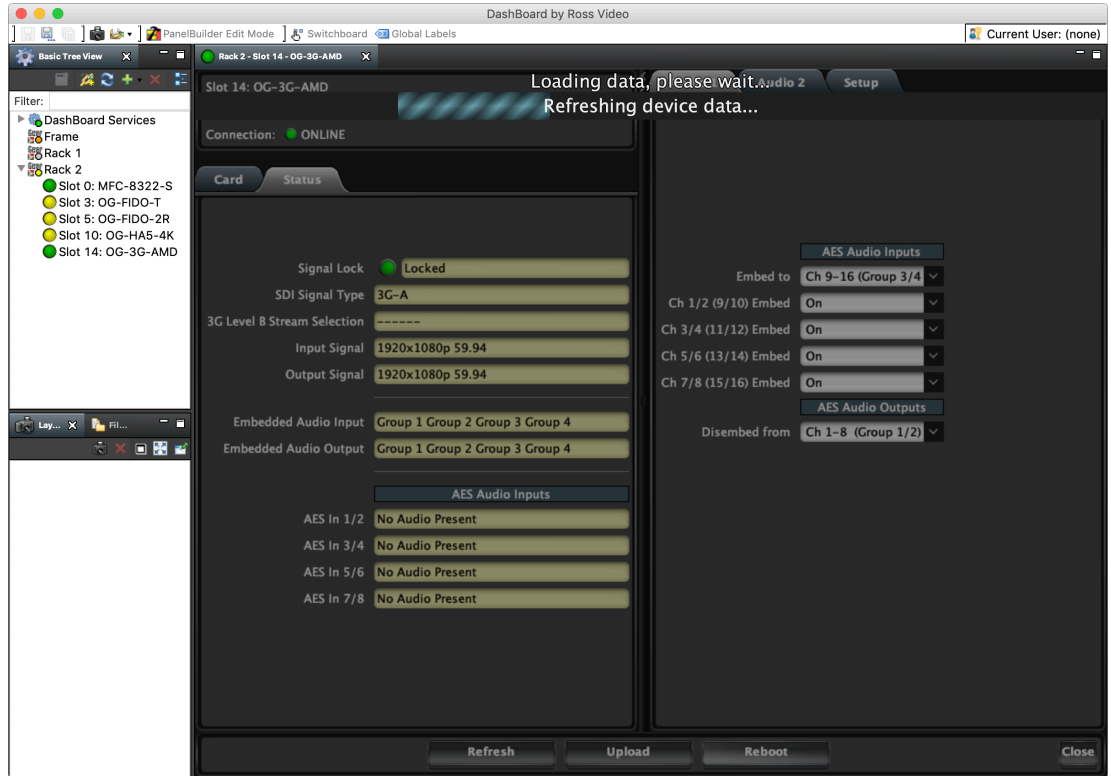 DashBoard by Ross Video
PanelBuilder Edit Mode Switchboard Global Labels Current User: (none)
Basic Tree View
Filter:
DashBoard Services
Frame
Rack 1
Rack 2
Slot 0: MFC-8322-S
Slot 3: OG-FIDO-T
Slot 5: OG-FIDO-2R
Slot 10: OG-HA5-4K
Slot 14: OG-3G-AMD
Lay... Fil...
Rack 2 - Slot 14 - OG-3G-AMD
Slot 14: OG-3G-AMD
Loading data, please wait...
Refreshing device data...
Connection: ONLINE
Card Status
Signal Lock Locked
SDI Signal Type 3G-A
3G Level B Stream Selection ------
Input Signal 1920x1080p 59.94
Output Signal 1920x1080p 59.94
Embedded Audio Input Group 1 Group 2 Group 3 Group 4
Embedded Audio Output Group 1 Group 2 Group 3 Group 4
AES Audio Inputs
AES In 1/2 No Audio Present
AES In 3/4 No Audio Present
AES In 5/6 No Audio Present
AES In 7/8 No Audio Present
Audio 2 Setup
AES Audio Inputs
Embed to Ch 9-16 (Group 3/4
Ch 1/2 (9/10) Embed On
Ch 3/4 (11/12) Embed On
Ch 5/6 (13/14) Embed On
Ch 7/8 (15/16) Embed On
AES Audio Outputs
Disembed from Ch 1-8 (Group 1/2)
Refresh Upload Reboot Close